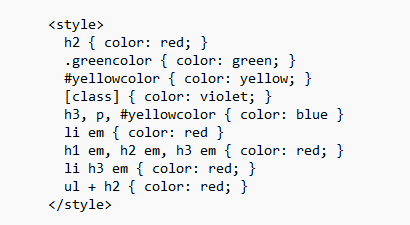 <style>
h2 { color: red; }
.greencolor { color: green; }
#yellowcolor { color: yellow; }
[class] { color: violet; }
h3, p, #yellowcolor { color: blue }
li em { color: red }
h1 em, h2 em, h3 em { color: red; }
li h3 em { color: red; }
ul + h2 { color: red; }
</style>